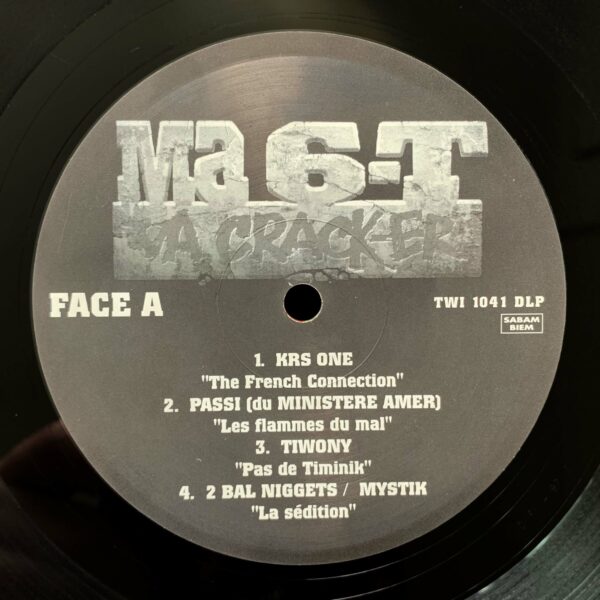 Ma 6-T
VA CRACK-ER
FACE A
TWI 1041 DLP
SABAM
BIEM
1. KRS ONE
"The French Connection"
2. PASSI (du MINISTERE AMER)
"Les flammes du mal"
3. TIWONY
"Pas de Timinik"
4. 2 BAL NIGGETS / MYSTIK
"La sédition"